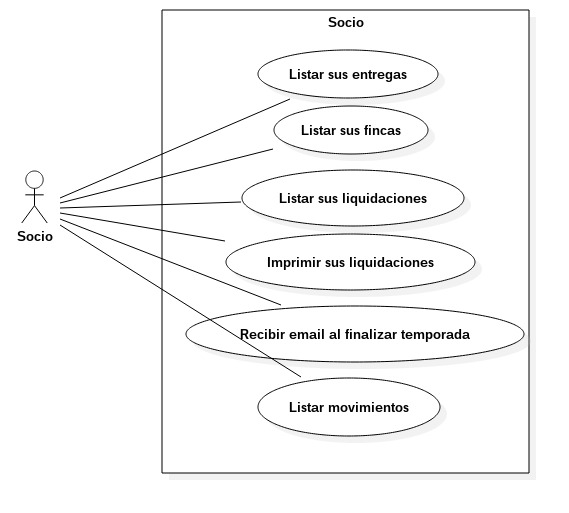 Socio
Listar sus entregas
Listar sus fincas
Listar sus liquidaciones
Socio
Imprimir sus liquidaciones
Recibir email al finalizar temporada
Listar movimientos